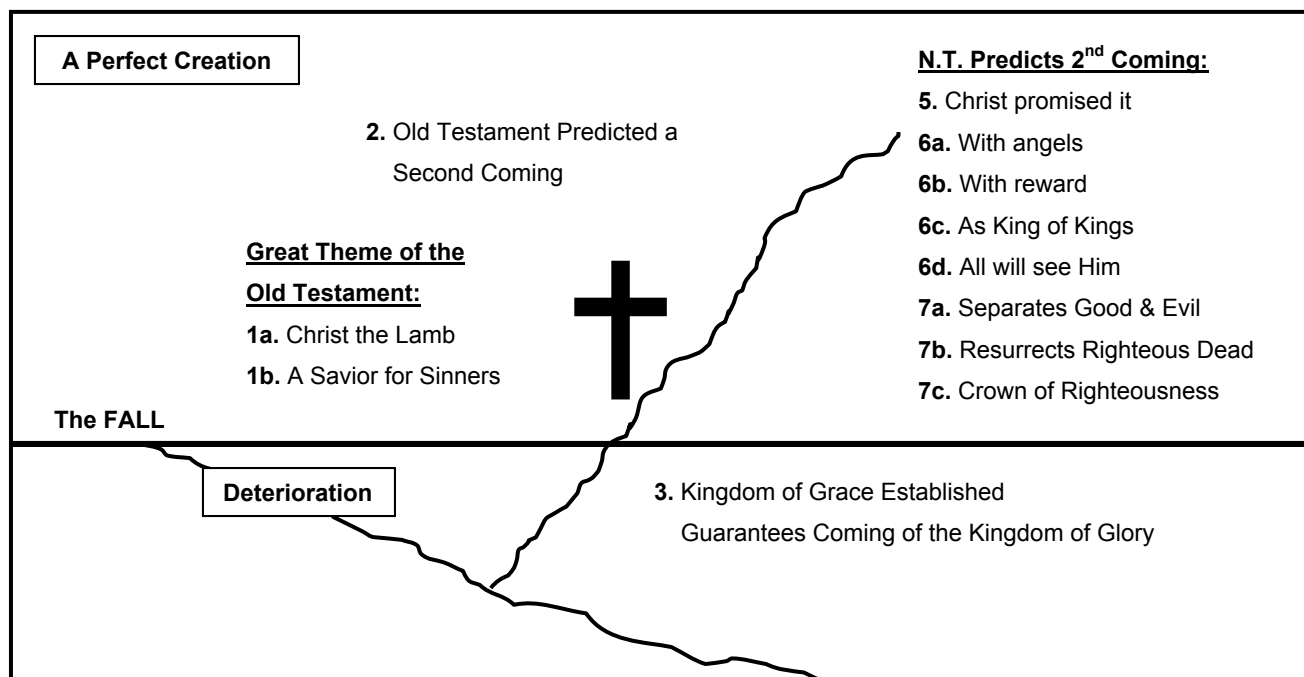 A Perfect Creation
2. Old Testament Predicted a
Second Coming
Great Theme of the
Old Testament:
1a. Christ the Lamb
1b. A Savior for Sinners
N.T. Predicts 2nd Coming:
5. Christ promised it
6a. With angels
6b. With reward
6c. As King of Kings
6d. All will see Him
7a. Separates Good & Evil
7b. Resurrects Righteous Dead
7c. Crown of Righteousness
The FALL
Deterioration
3. Kingdom of Grace Established
Guarantees Coming of the Kingdom of Glory